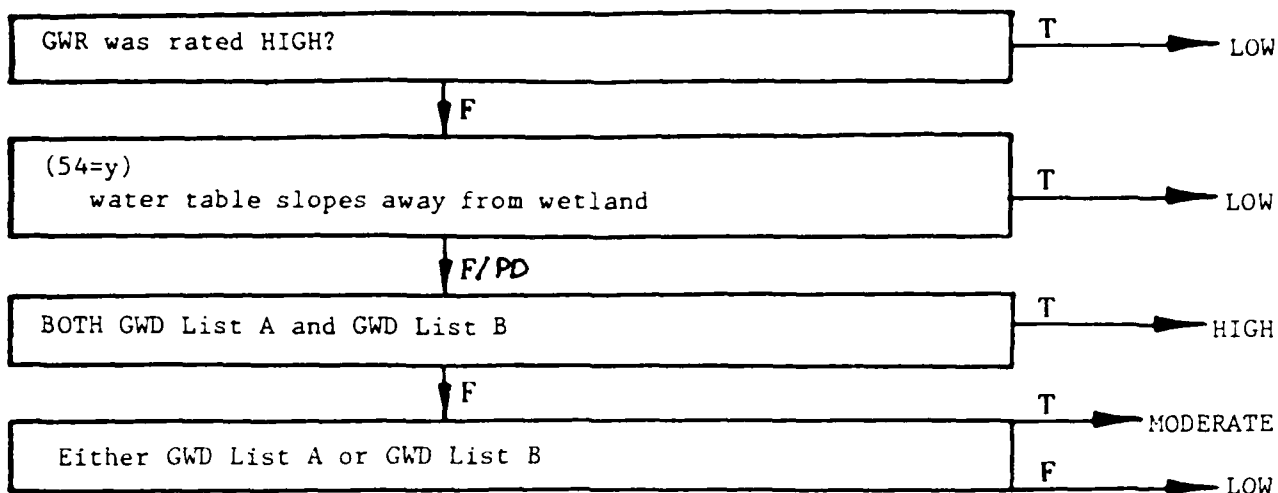 GWR was rated HIGH?
T
LOW
F
(54=y)
water table slopes away from wetland
T
LOW
F/PD
BOTH GWD List A and GWD List B
T
HIGH
F
Either GWD List A or GWD List B
T
MODERATE
F
LOW